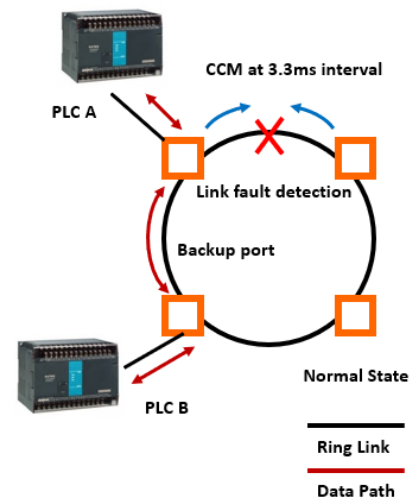 CCM at 3.3ms interval
PLC A
Link fault detection
Backup port
Normal State
PLC B
Ring Link
Data Path